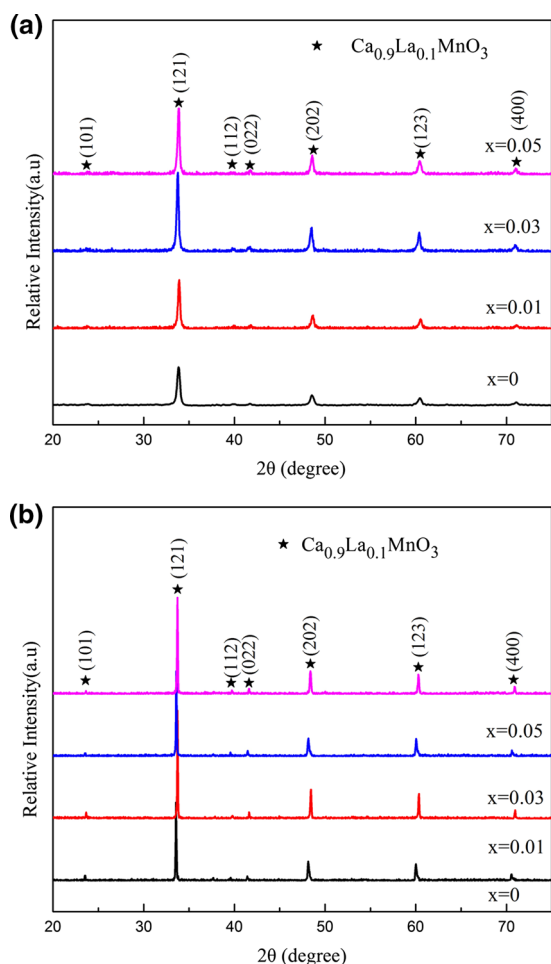 (a)
★ Ca0.9La0.1MnO3
(101)
(121)
(112)
(022)
(202)
(123)
(400)
x=0.05
x=0.03
x=0.01
x=0
Relative Intensity(a.u)
20 30 40 50 60 70
2θ (degree)
(b)
★ Ca0.9La0.1MnO3
(101)
(121)
(112)
(022)
(202)
(123)
(400)
x=0.05
x=0.03
x=0.01
x=0
Relative Intensity(a.u)
20 30 40 50 60 70
2θ (degree)